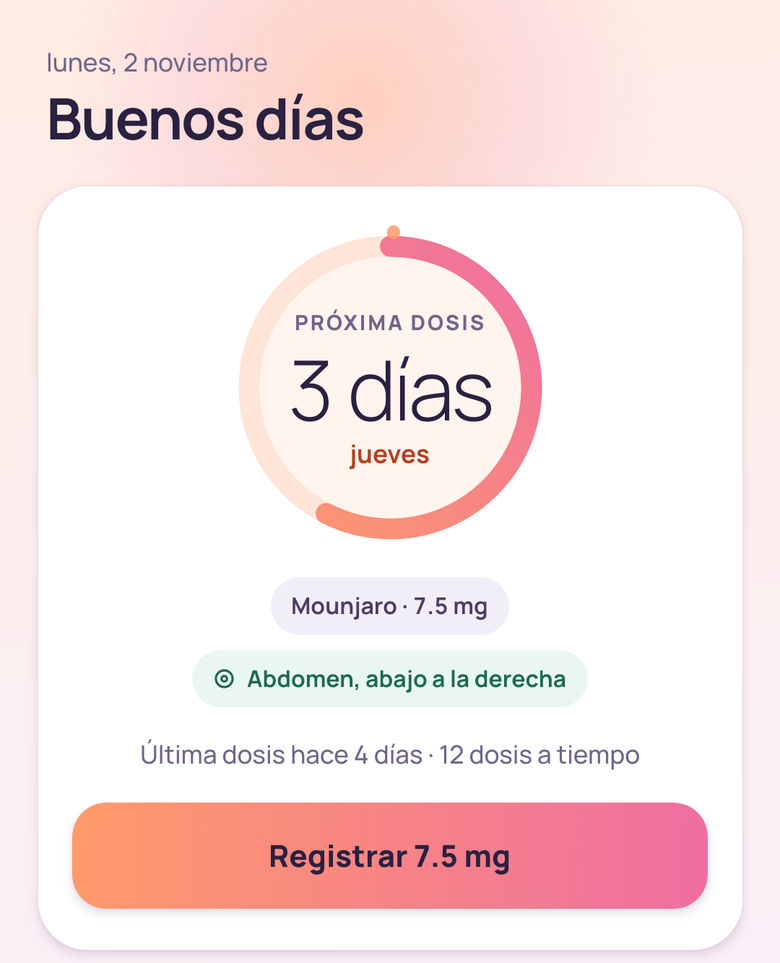 lunes, 2 noviembre
Buenos días
PRÓXIMA DOSIS
3 días
jueves
Mounjaro · 7.5 mg
Abdomen, abajo a la derecha
Última dosis hace 4 días · 12 dosis a tiempo
Registrar 7.5 mg